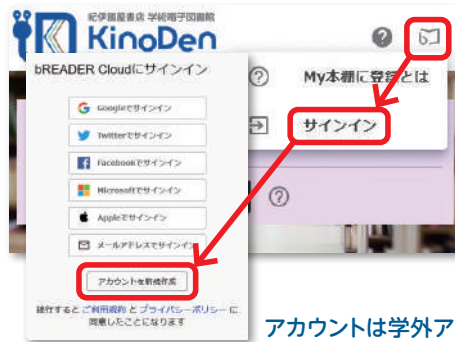 紀伊國屋書店 学術電子図書館
KinoDen
bREADER Cloudにサインイン
My本棚に登録とは
Googleでサインイン
サインイン
Twitterでサインイン
Facebookでサインイン
Microsoftでサインイン
Appleでサインイン
メールアドレスでサインイン
アカウントを新規作成
続行すると ご利用規約 と プライバシーポリシー に
同意したことになります
アカウントは学外ア